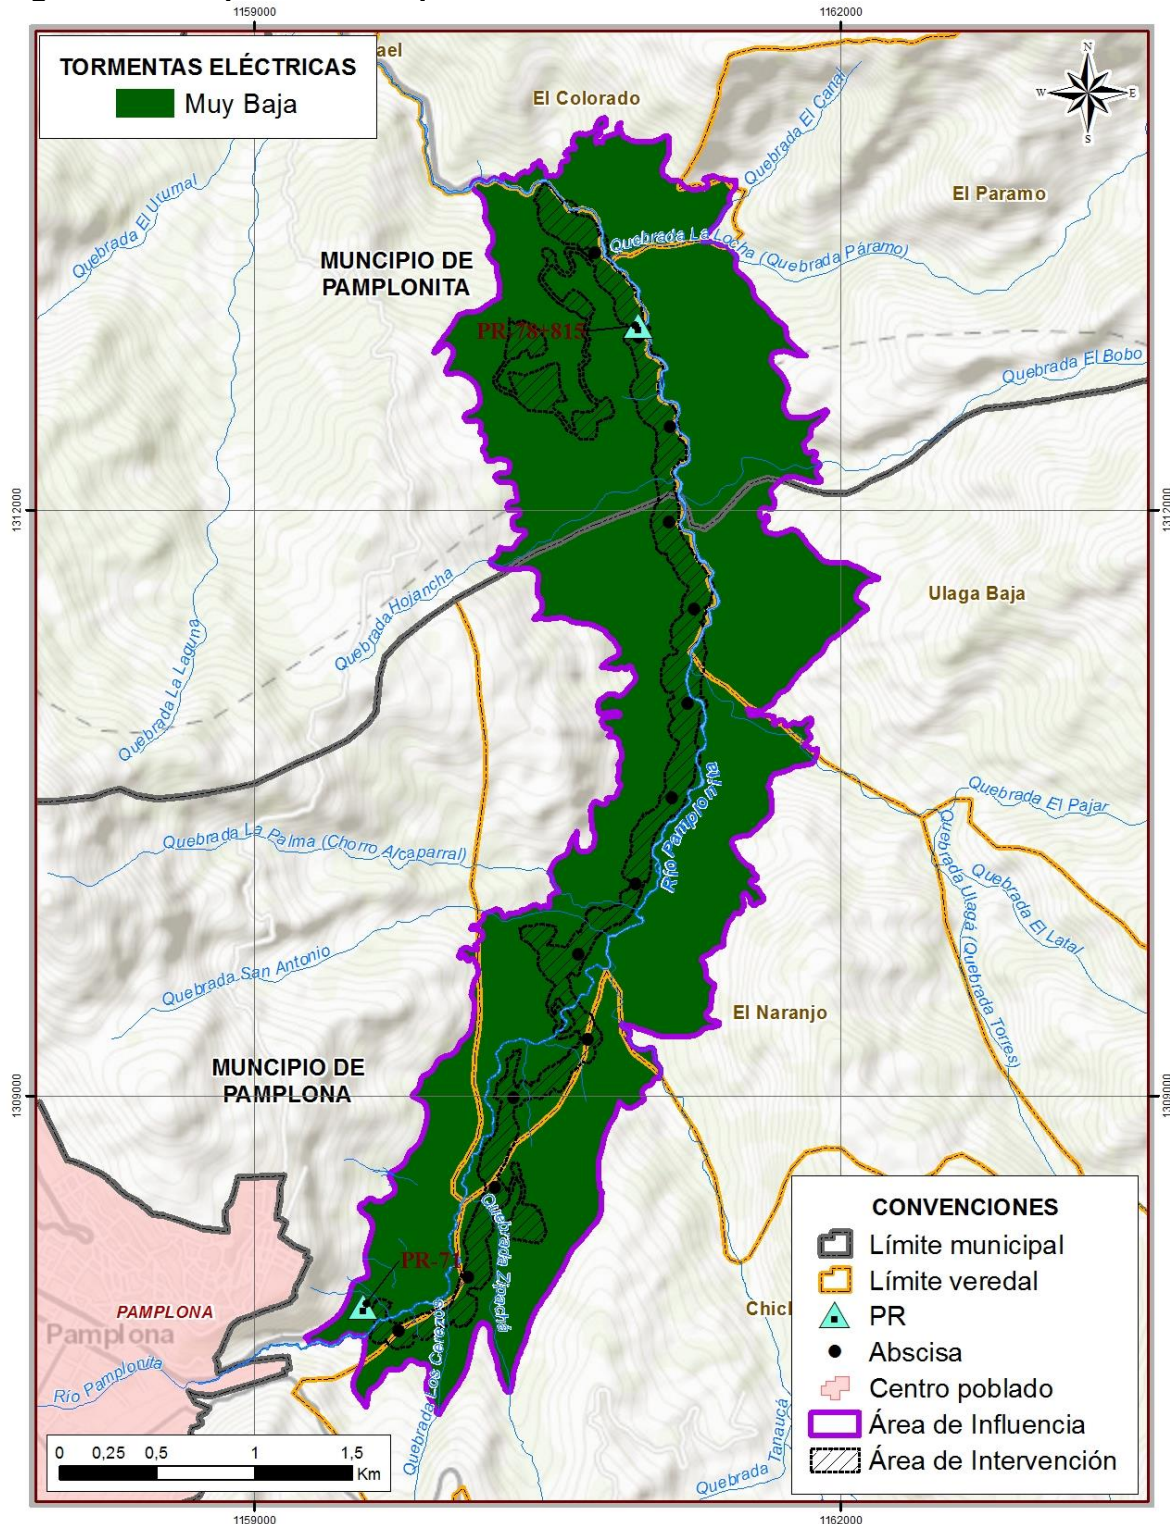 1159000
1162000
TORMENTAS ELÉCTRICAS
Muy Baja
ael
El Colorado
N
W
E
S
Quebrada El Canal
El Paramo
Quebrada El Urumal
Quebrada La Locha (Quebrada Páramo)
MUNCIPIO DE
PAMPLONITA
PR-78+815
Quebrada El Bobo
1312000
1312000
Quebrada Hojancha
Ulaga Baja
Quebrada La Laguna
Río Pamplonita
Quebrada El Pajar
Quebrada La Palma (Chorro Alcaparral)
Quebrada Ulagá (Quebrada Torres)
Quebrada El Latal
Quebrada San Antonio
El Naranjo
MUNCIPIO DE
PAMPLONA
1309000
1309000
Quebrada Zipachá
PR-71
PAMPLONA
Pamplona
Río Pamplonita
Quebrada Los Cerezos
Chicl
Quebrada Tanaucá
CONVENCIONES
Límite municipal
Límite veredal
PR
Abscisa
Centro poblado
Área de Influencia
Área de Intervención
0 0,25 0,5 1 1,5
Km
1159000
1162000